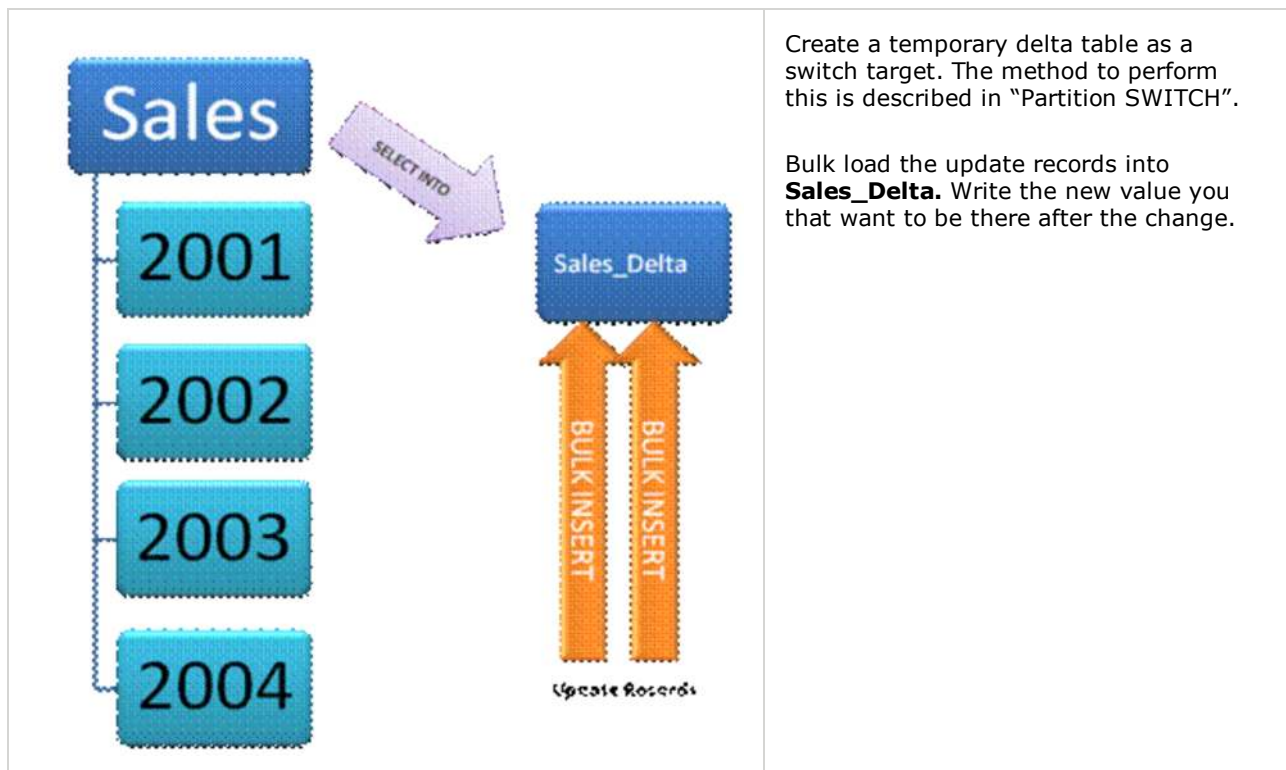 Sales
SELECT INTO
2001
2002
2003
2004
Sales_Delta
BULK INSERT
BULK INSERT
Update Records
Create a temporary delta table as a
switch target. The method to perform
this is described in “Partition SWITCH”.
Bulk load the update records into
Sales_Delta. Write the new value you
that want to be there after the change.